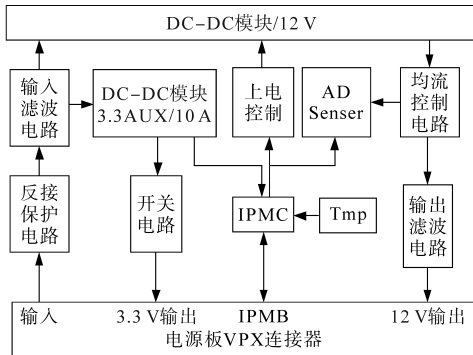 DC-DC模块/12 V
输入
滤波
电路
DC-DC模块
3.3AUX/10 A
上电
控制
AD
Senser
均流
控制
电路
反接
保护
电路
开关
电路
IPMC
Tmp
输出
滤波
电路
输入
3.3 V输出
IPMB
12 V输出
电源板VPX连接器